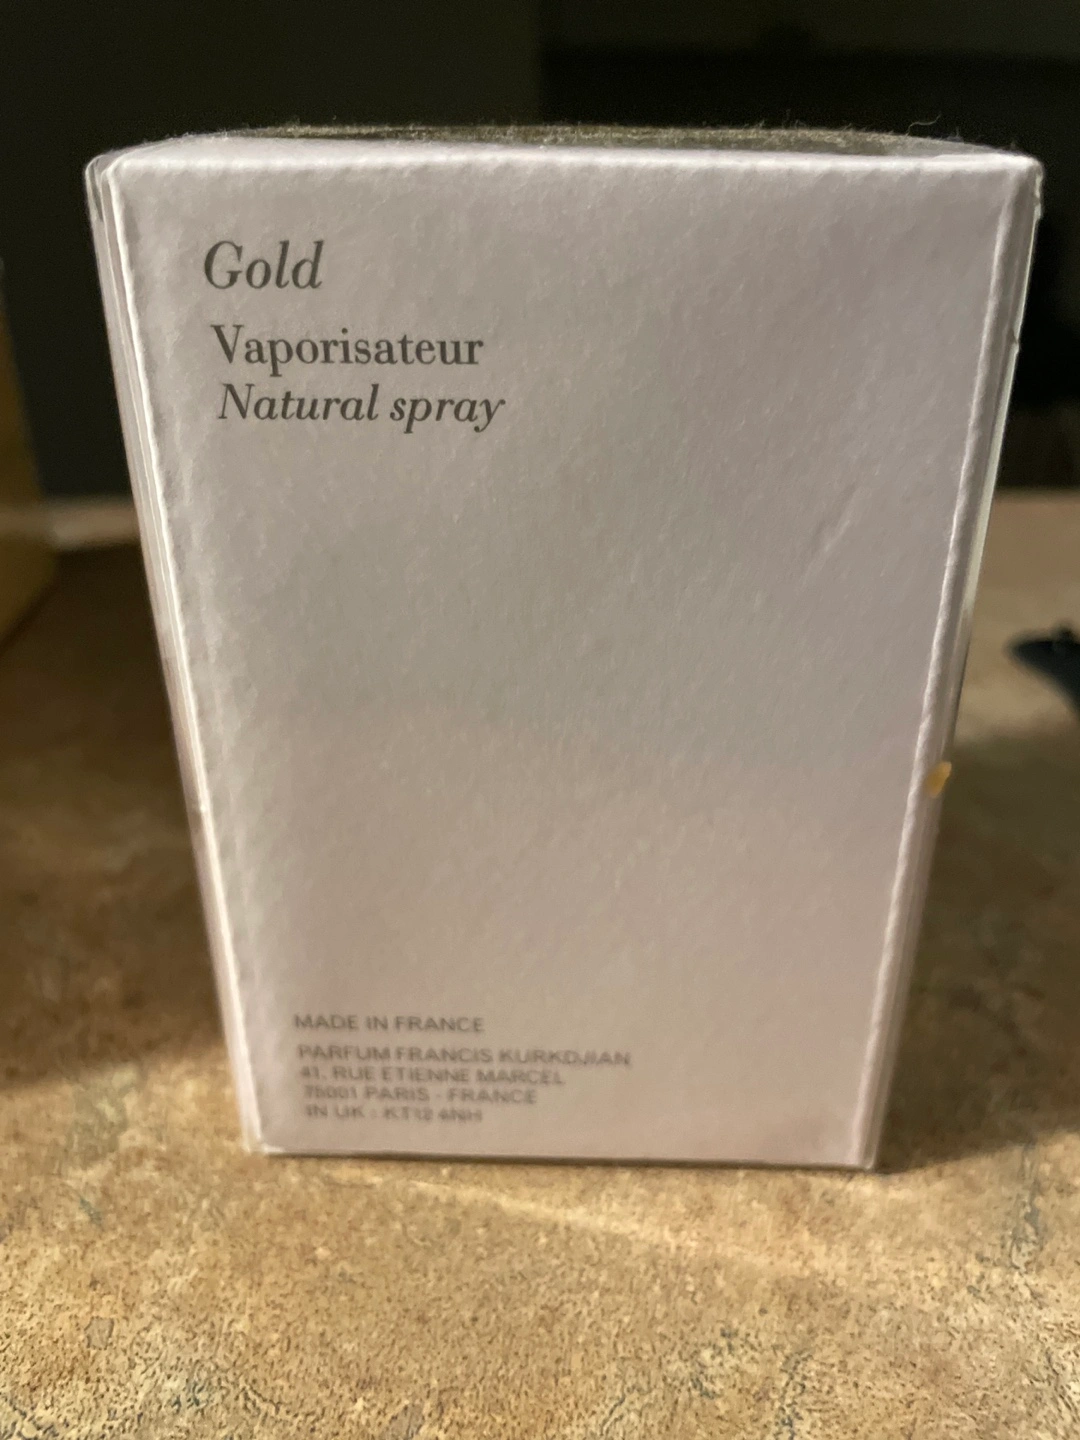 Gold
Vaporisateur
Natural spray
MADE IN FRANCE
PARFUM FRANCIS KURKDJIAN
41, RUE ETIENNE MARCEL
75001 PARIS - FRANCE
IN UK : KT12 4NH